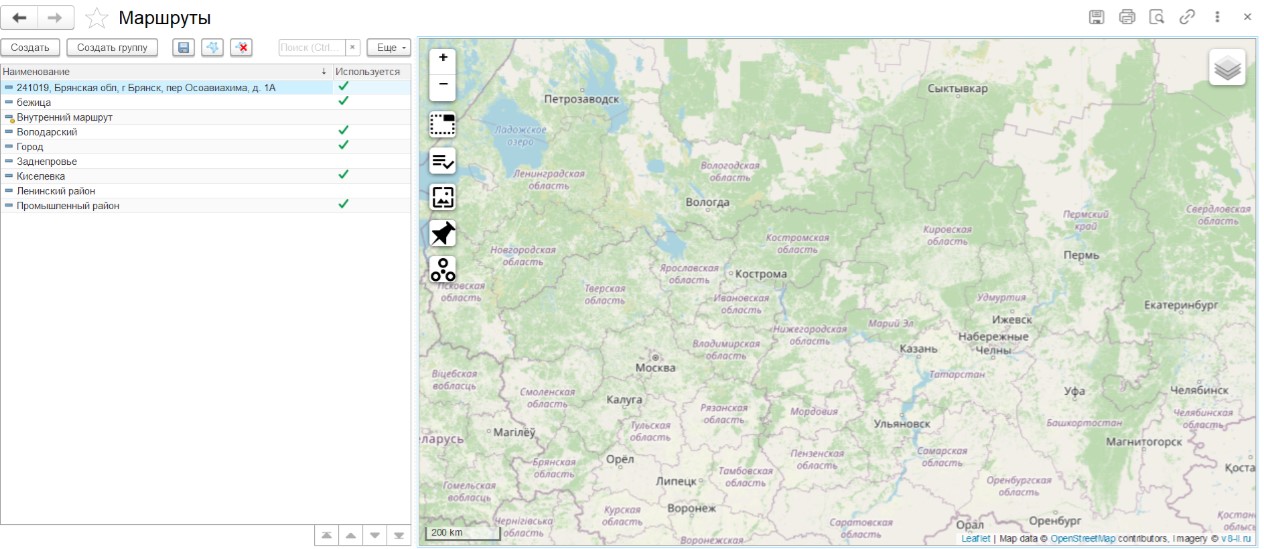 Маршруты
Создать
Создать группу
Поиск (Ctrl...
×
Еще
Наименование
↓
Используется
241019, Брянская обл, г Брянск, пер Осоавиахима, д. 1А
бежица
Внутренний маршрут
Володарский
Город
Заднепровье
Киселевка
Ленинский район
Промышленный район
+
−
Петрозаводск
Сыктывкар
Ладожское
озеро
Вологодская
область
Ленинградская
область
Вологда
Свердловская
область
Пермский
край
Кировская
область
Костромская
область
Новгородская
область
Пермь
Ярославская
область
Кострома
Псковская
область
Тверская
область
Ивановская
область
Удмуртия
Екатеринбург
Ижевск
Марий Эл
Нижегородская
область
Набережные
Челны
Владимирская
область
Казань
Москва
Віцебская
вобласць
Татарстан
Смоленская
область
Калуга
Уфа
Челябинск
Рязанская
область
Мордовия
Челябинская
область
Тульская
область
Ульяновск
Башкортостан
еларусь
Магілёў
Магнитогорск
Пензенская
область
Самарская
область
Орёл
Брянская
область
Тамбовская
область
Коста
Липецк
Оренбургская
область
Гомельская
вобласць
Воронеж
Курская
область
Чернігівська
область
Саратовская
область
Орал
Оренбург
Костан
облы
Воронежская
200 km
Leaflet | Map data © OpenStreetMap contributors, Imagery © v8-it.ru